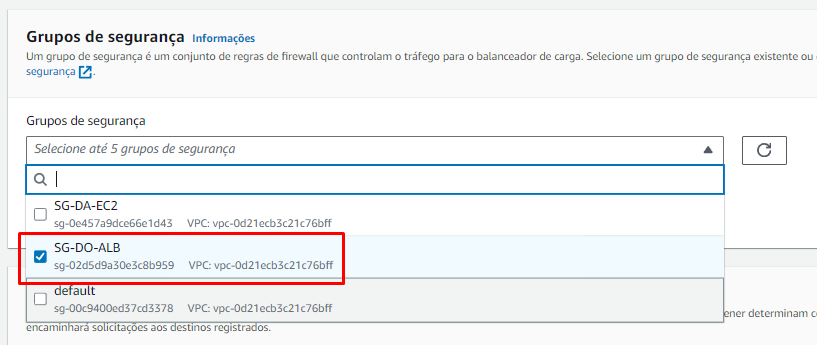 Grupos de segurança Informações
Um grupo de segurança é um conjunto de regras de firewall que controlam o tráfego para o balanceador de carga. Selecione um grupo de segurança existente ou
segurança.
Grupos de segurança
Selecione até 5 grupos de segurança
SG-DA-EC2
sg-0e457a9dce66e1d43 VPC: vpc-0d21ecb3c21c76bff
SG-DO-ALB
sg-02d5d9a30e3c8b959 VPC: vpc-0d21ecb3c21c76bff
default
sg-00c9400ed37cd3378 VPC: vpc-0d21ecb3c21c76bff
ener determinam
encaminhará solicitações aos destinos registrados.